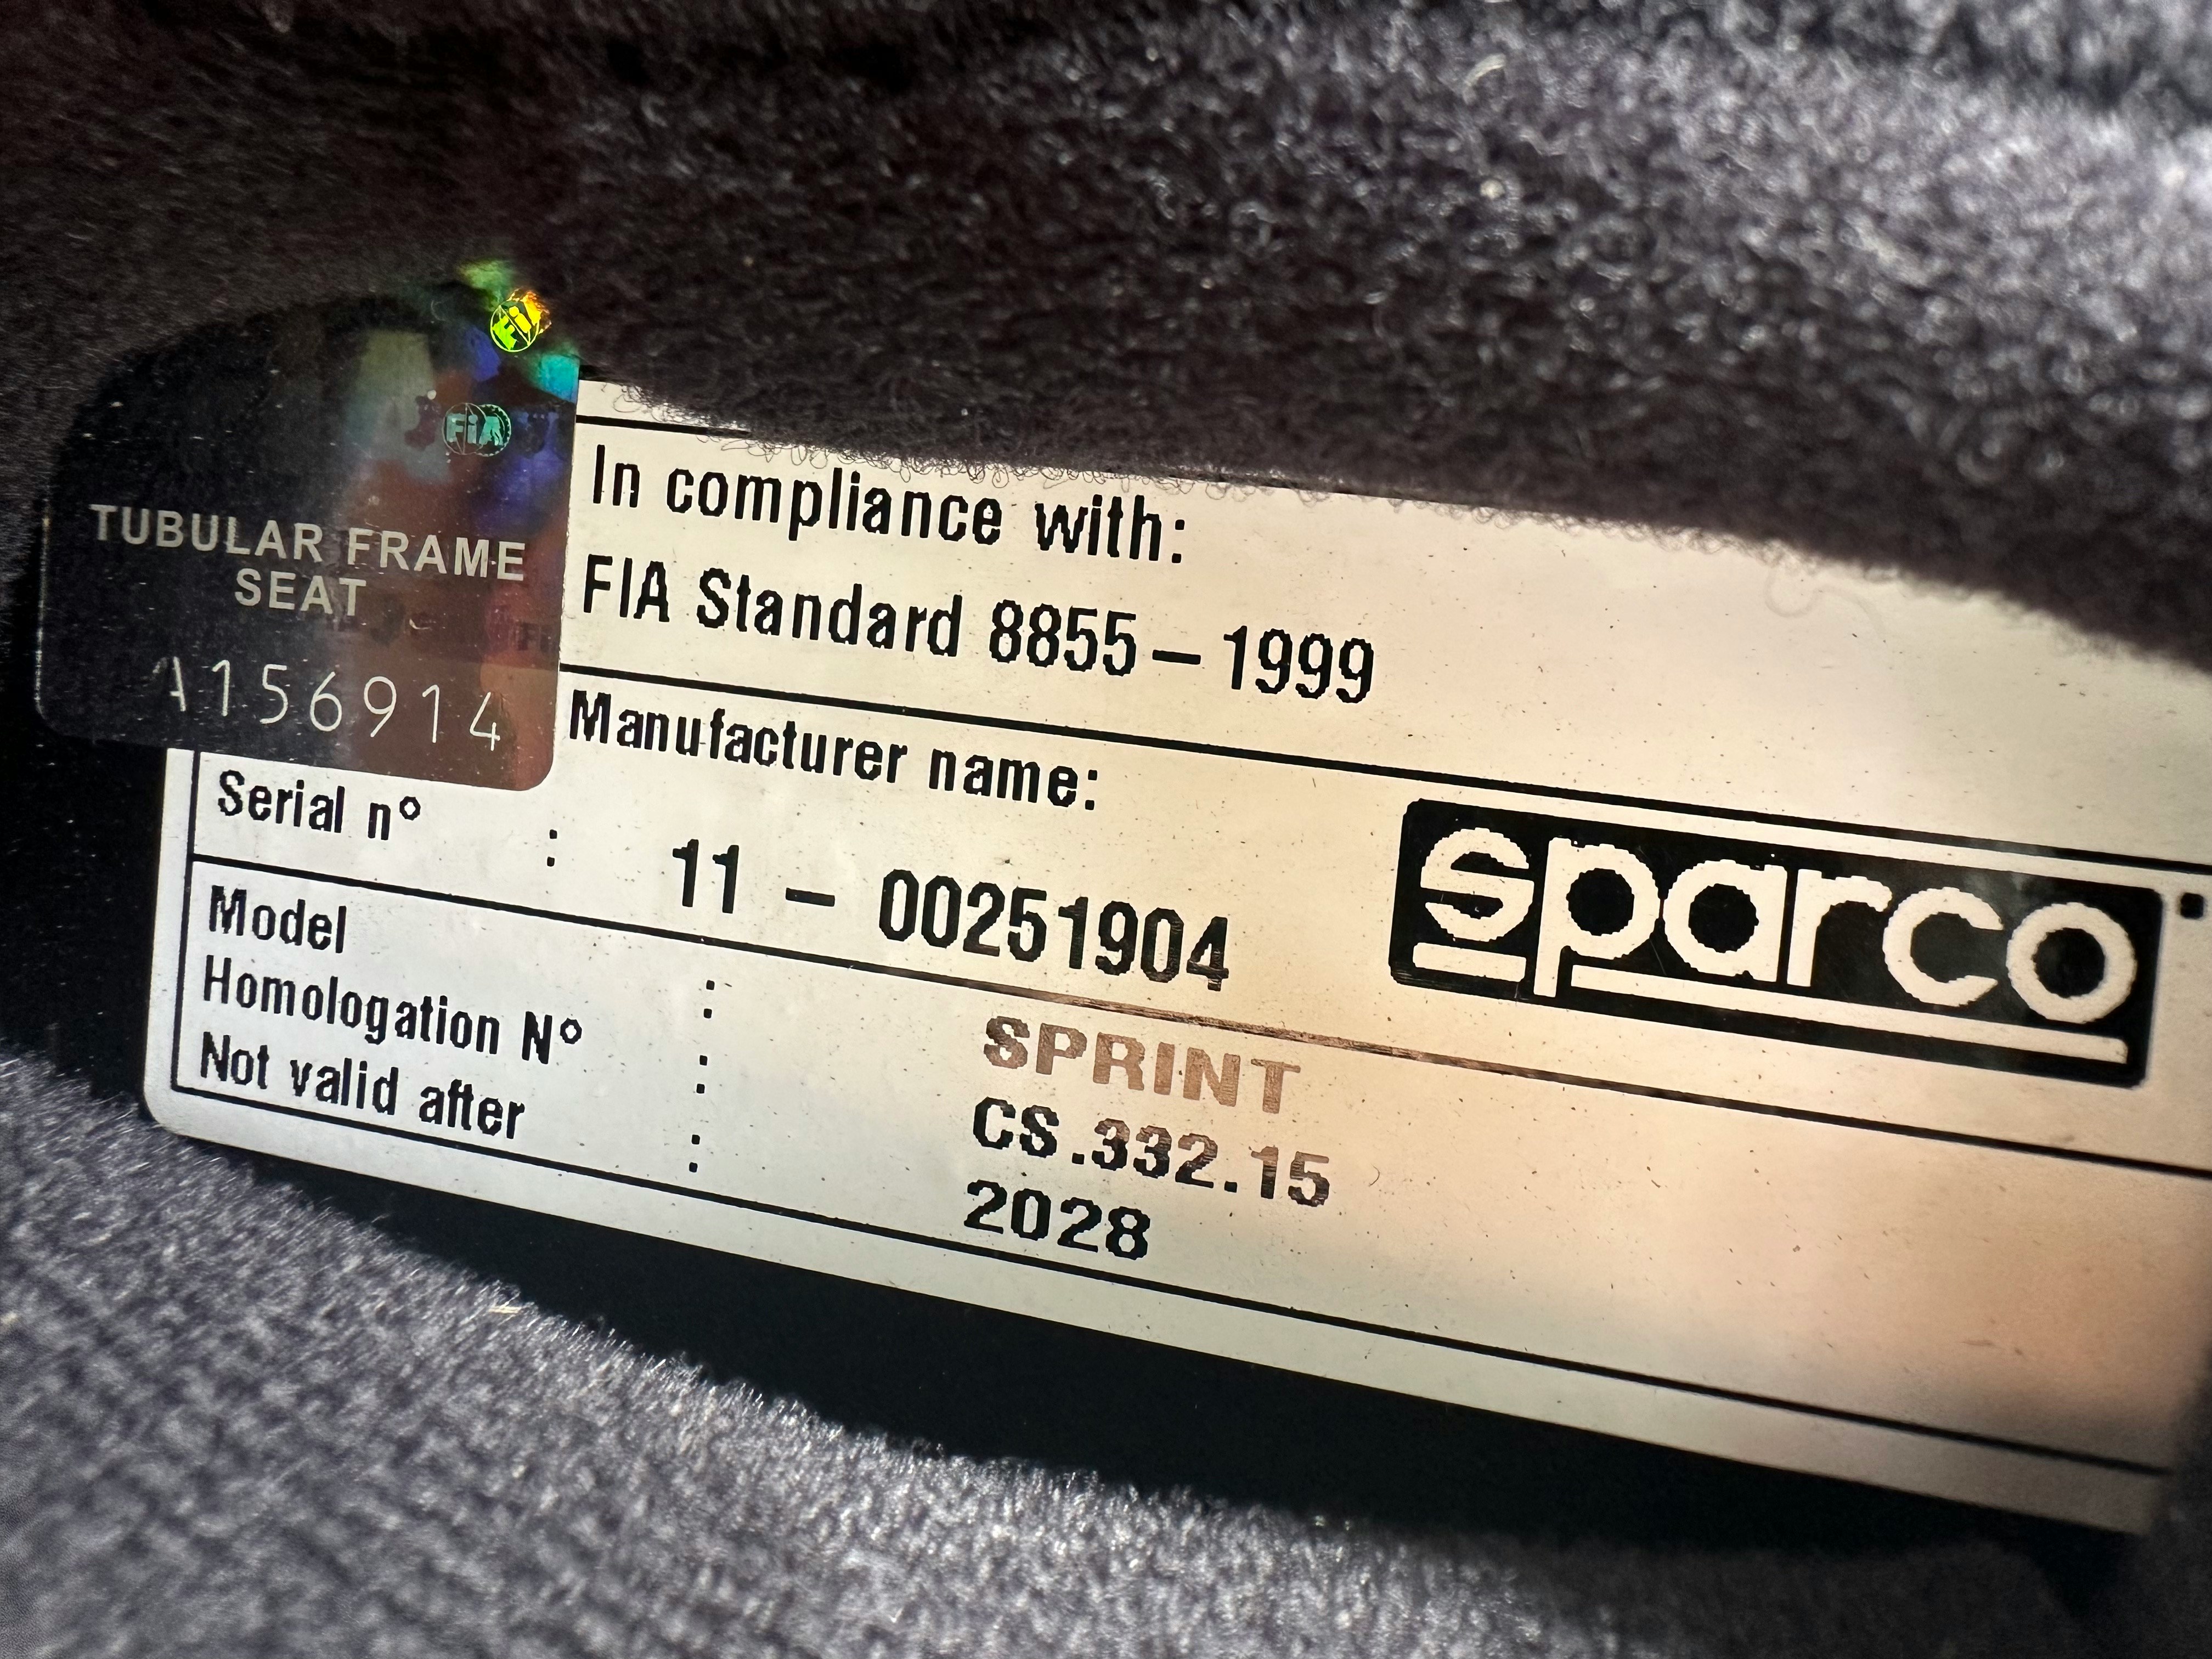 FiA
FiA
TUBULAR FRAME
SEAT
A156914
In compliance with:
FIA Standard 8855-1999
Manufacturer name:
sparco
Serial n° : 11 - 00251904
Model : SPRINT
Homologation N° : CS.332.15
Not valid after : 2028